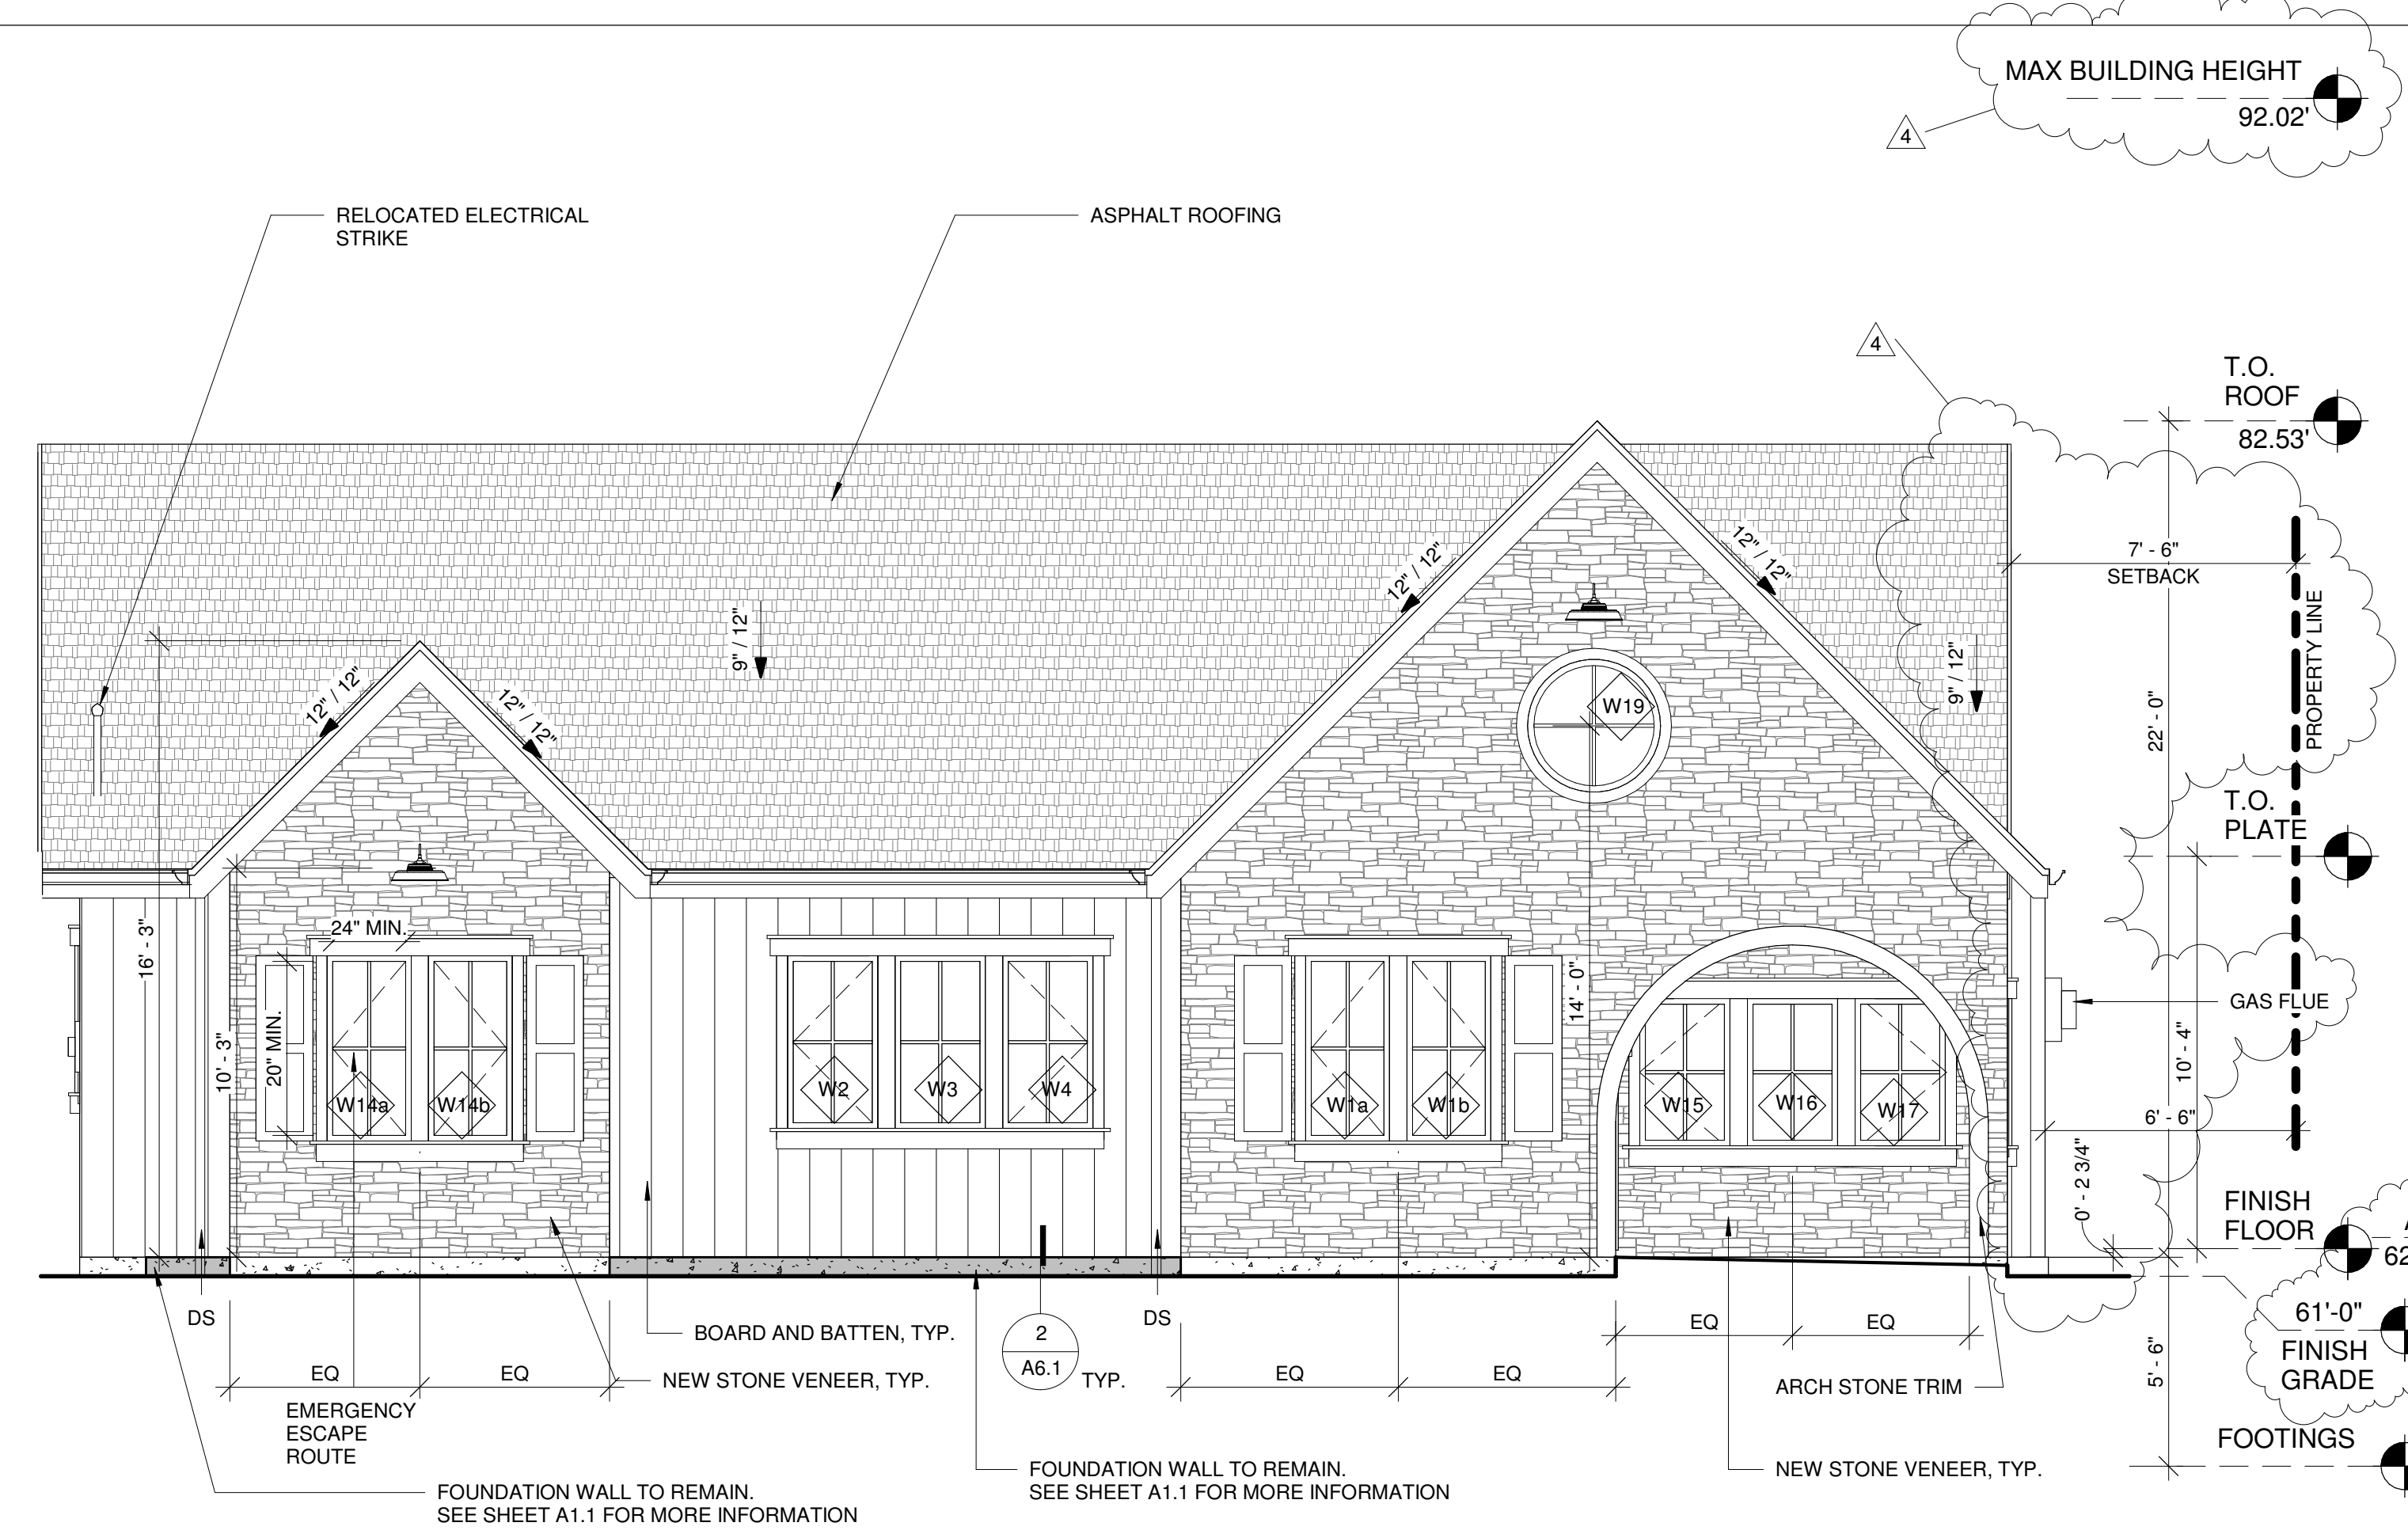 MAX BUILDING HEIGHT
92.02'
4
RELOCATED ELECTRICAL
STRIKE
ASPHALT ROOFING
4
T.O.
ROOF
82.53'
7' - 6"
SETBACK
PROPERTY LINE
12" / 12"
12" / 12"
9" / 12"
12" / 12"
12" / 12"
9" / 12"
W19
22' - 0"
T.O.
PLATE
16' - 3"
24" MIN.
10' - 3"
20" MIN.
14' - 0"
GAS FLUE
10' - 4"
W14a
W14b
W2
W3
W4
W1a
W1b
W15
W16
W17
6' - 6"
0' - 2 3/4"
FINISH
FLOOR
62
DS
DS
61'-0"
FINISH
GRADE
BOARD AND BATTEN, TYP.
2
A6.1
TYP.
EQ
EQ
EQ
EQ
EQ
EQ
NEW STONE VENEER, TYP.
ARCH STONE TRIM
5' - 6"
EMERGENCY
ESCAPE
ROUTE
FOOTINGS
FOUNDATION WALL TO REMAIN.
SEE SHEET A1.1 FOR MORE INFORMATION
FOUNDATION WALL TO REMAIN.
SEE SHEET A1.1 FOR MORE INFORMATION
NEW STONE VENEER, TYP.